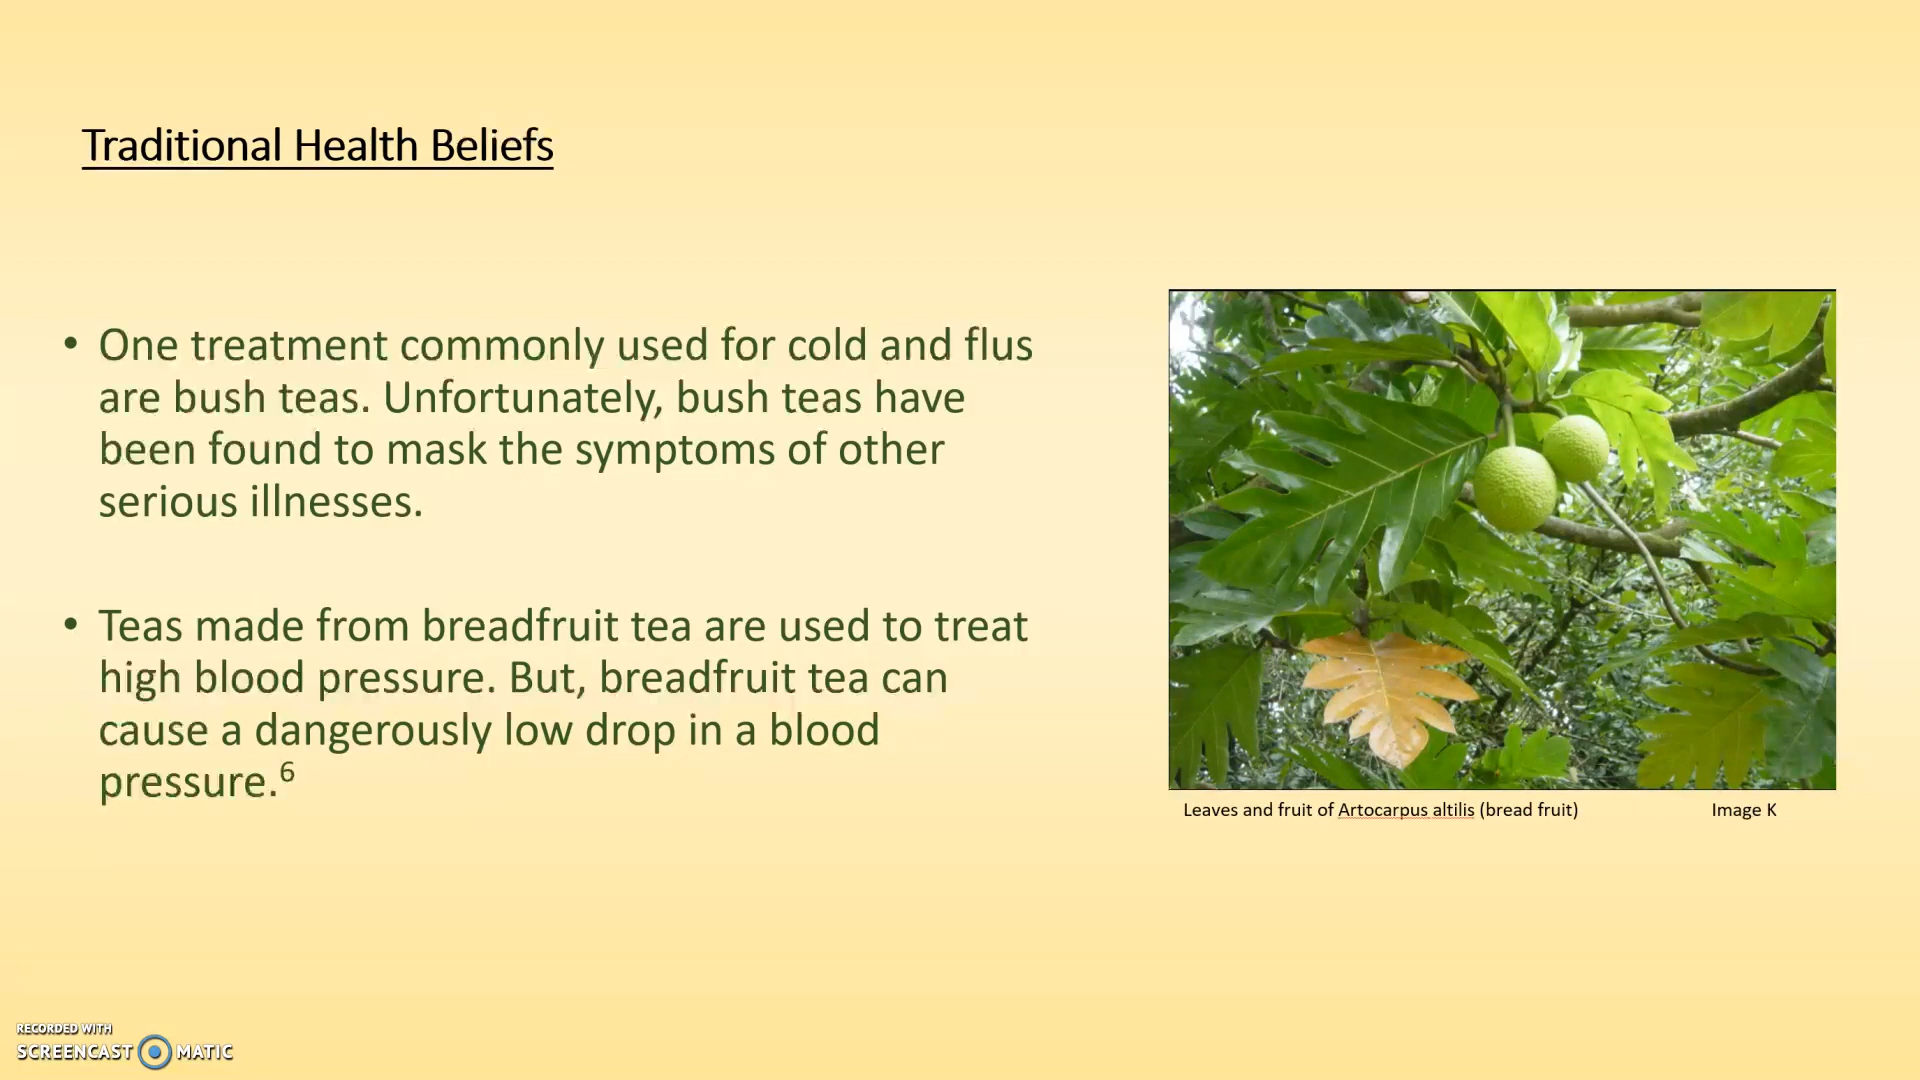 Traditional Health Beliefs
• One treatment commonly used for cold and flus
are bush teas. Unfortunately, bush teas have
been found to mask the symptoms of other
serious illnesses.
• Teas made from breadfruit tea are used to treat
high blood pressure. But, breadfruit tea can
cause a dangerously low drop in a blood
pressure.⁶
Leaves and fruit of Artocarpus altilis (bread fruit) Image K
RECORDED WITH
SCREENCAST MATIC